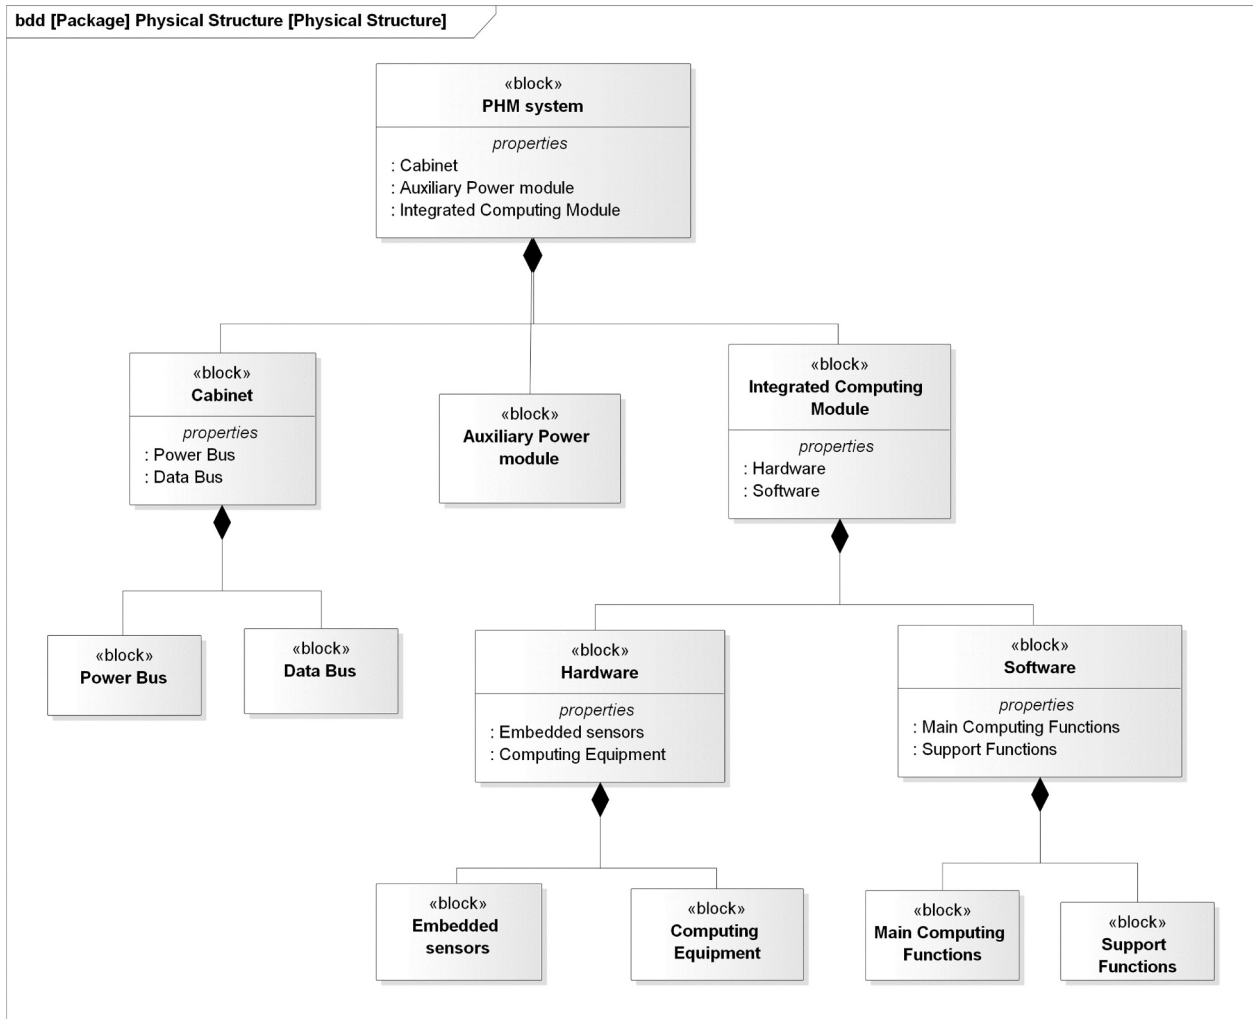 bdd [Package] Physical Structure [Physical Structure]
«block»
PHM system
properties
: Cabinet
: Auxiliary Power module
: Integrated Computing Module
«block»
Cabinet
properties
: Power Bus
: Data Bus
«block»
Auxiliary Power
module
«block»
Integrated Computing
Module
properties
: Hardware
: Software
«block»
Power Bus
«block»
Data Bus
«block»
Hardware
properties
: Embedded sensors
: Computing Equipment
«block»
Software
properties
: Main Computing Functions
: Support Functions
«block»
Embedded
sensors
«block»
Computing
Equipment
«block»
Main Computing
Functions
«block»
Support
Functions